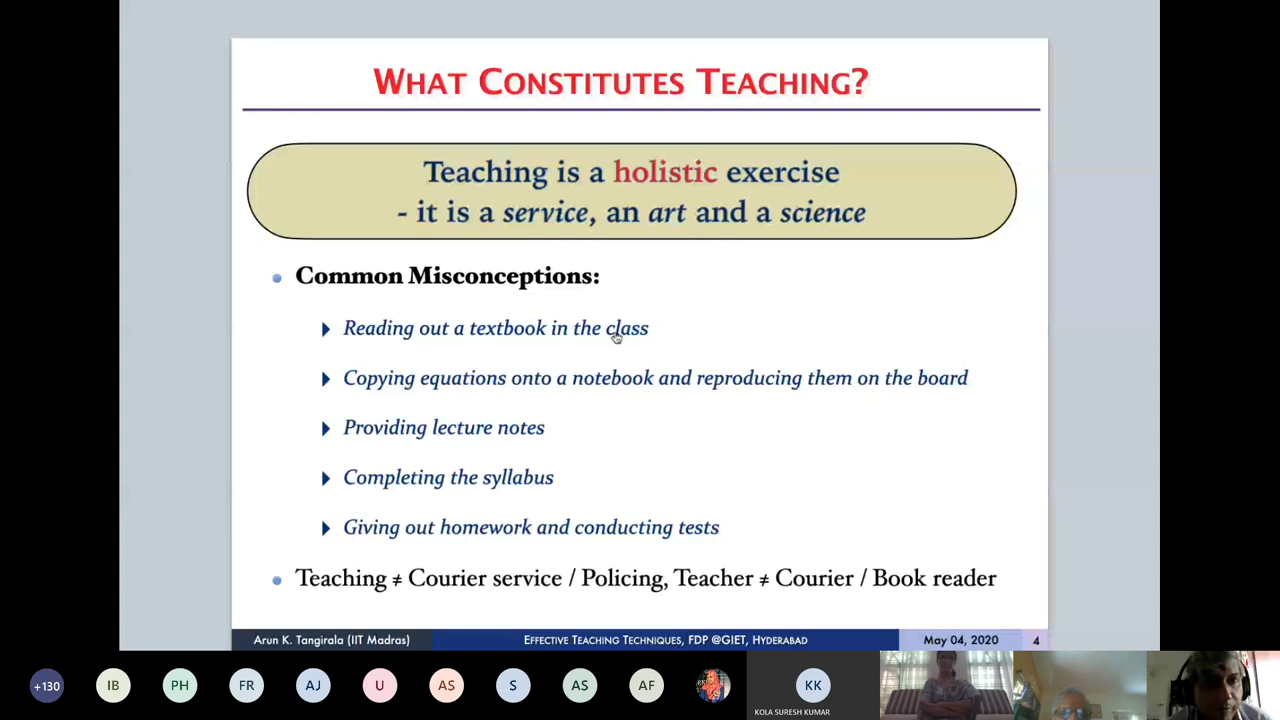 WHAT CONSTITUTES TEACHING?
Teaching is a holistic exercise
- it is a service, an art and a science
Common Misconceptions:
Reading out a textbook in the class
Copying equations onto a notebook and reproducing them on the board
Providing lecture notes
Completing the syllabus
Giving out homework and conducting tests
Teaching ≠ Courier service / Policing, Teacher ≠ Courier / Book reader
Arun K. Tangirala (IIT Madras) EFFECTIVE TEACHING TECHNIQUES, FDP @GIET, HYDERABAD May 04, 2020 4
+130 IB PH FR AJ U AS S AS AF KK
KOLA SURESH KUMAR